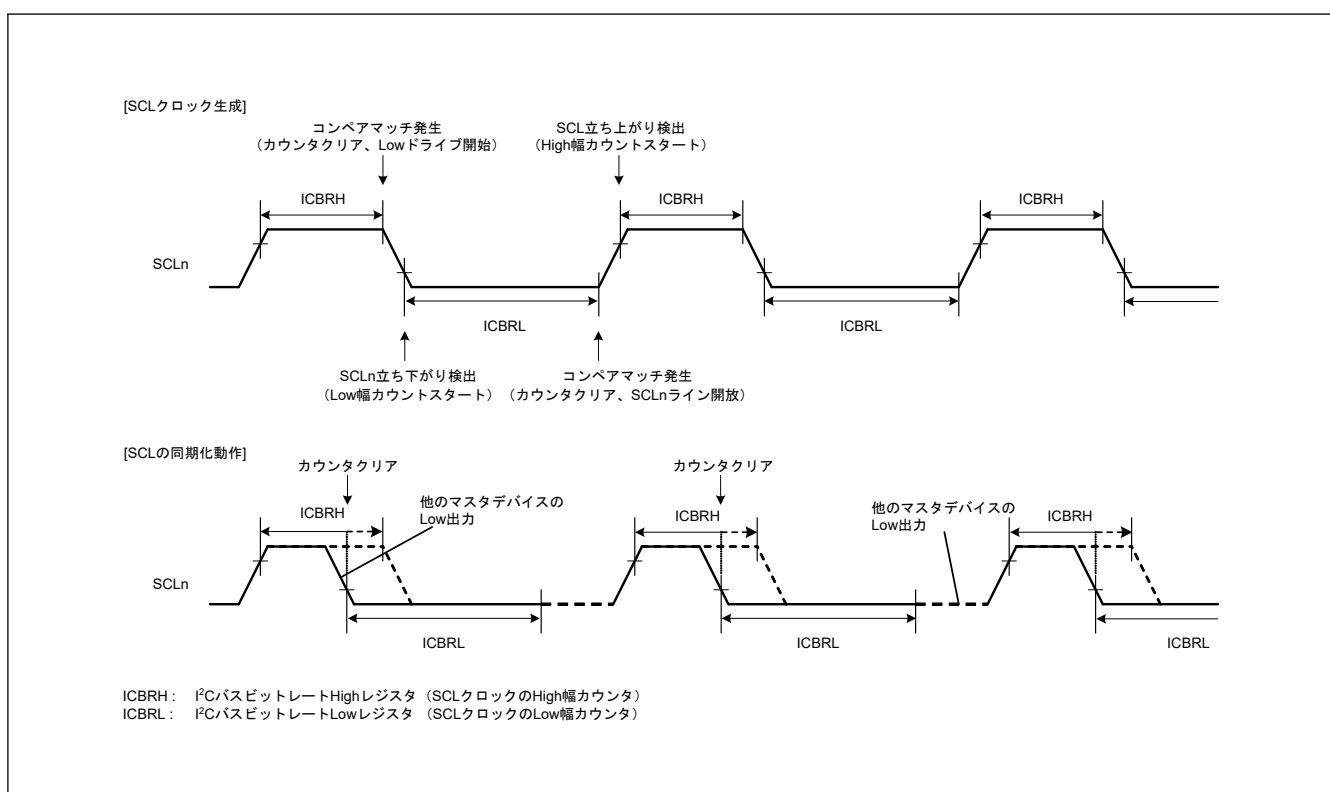 [SCLクロック生成]
コンペアマッチ発生
（カウンタクリア、Lowドライブ開始）
SCL立ち上がり検出
（High幅カウントスタート）
ICBRH
ICBRH
ICBRH
SCLn
ICBRL
ICBRL
SCLn立ち下がり検出
（Low幅カウントスタート）
コンペアマッチ発生
（カウンタクリア、SCLnライン開放）
[SCLの同期化動作]
カウンタクリア
カウンタクリア
他のマスタデバイスの
Low出力
他のマスタデバイスの
Low出力
ICBRH
ICBRH
ICBRH
SCLn
ICBRL
ICBRL
ICBRL
ICBRH : I²CバスビットレートHighレジスタ（SCLクロックのHigh幅カウンタ）
ICBRL : I²CバスビットレートLowレジスタ（SCLクロックのLow幅カウンタ）